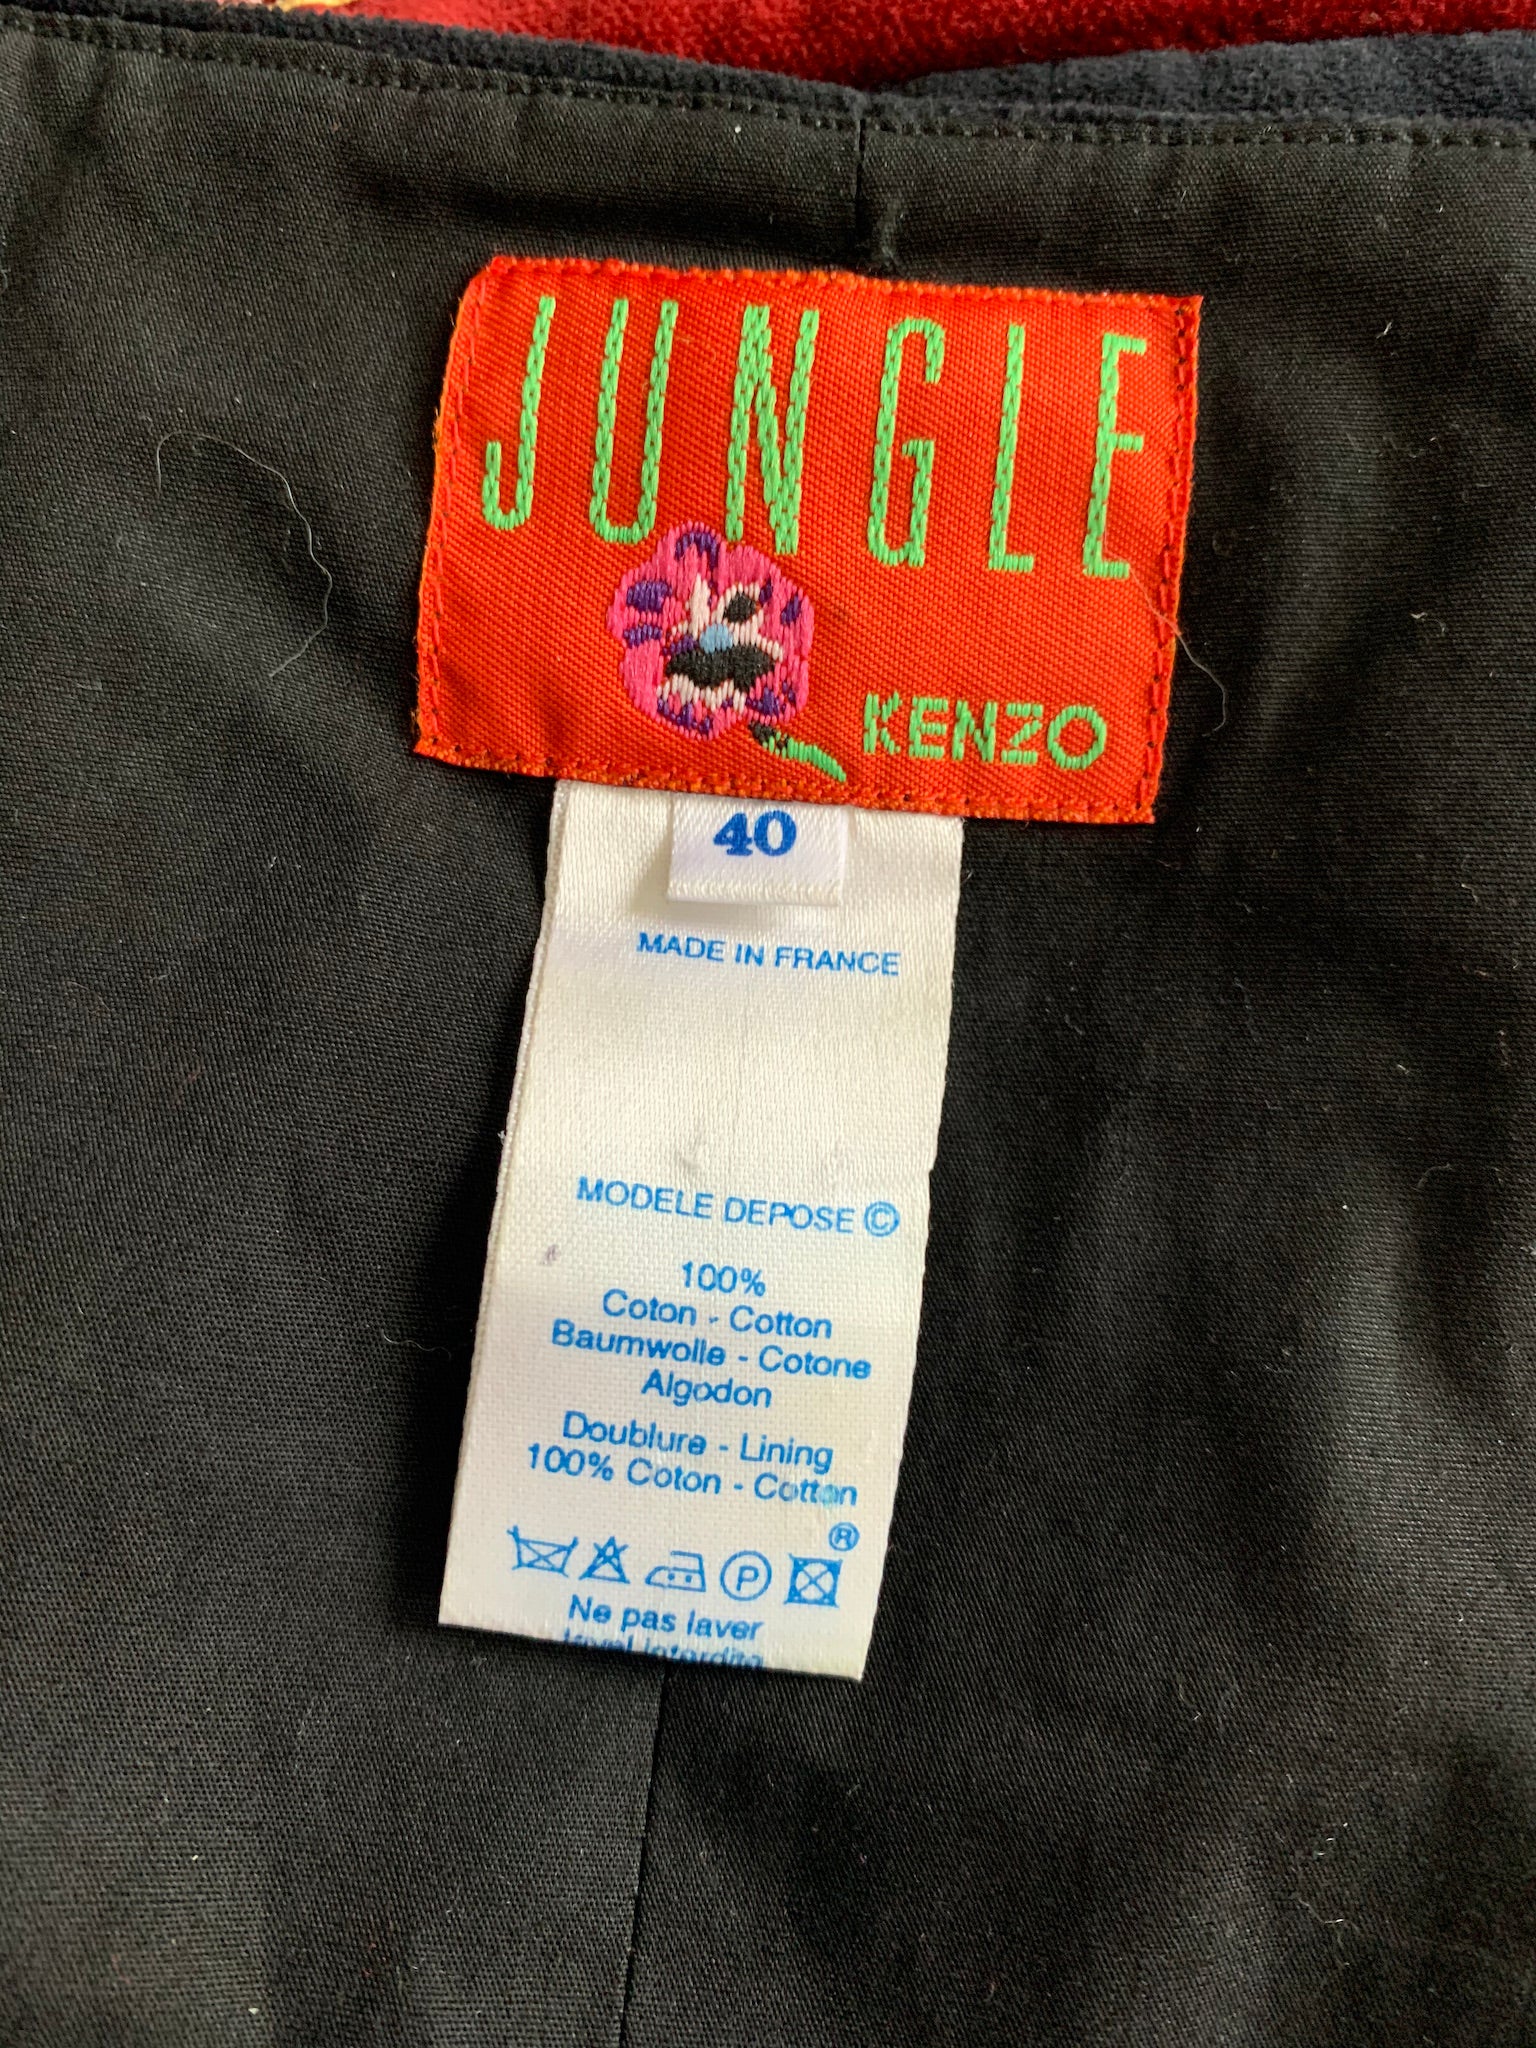 JUNGLE
KENZO
40
MADE IN FRANCE
MODELE DEPOSE ©
100%
Coton - Cotton
Baumwolle - Cotone
Algodon
Doublure - Lining
100% Coton - Cotton
®
P
Ne pas laver